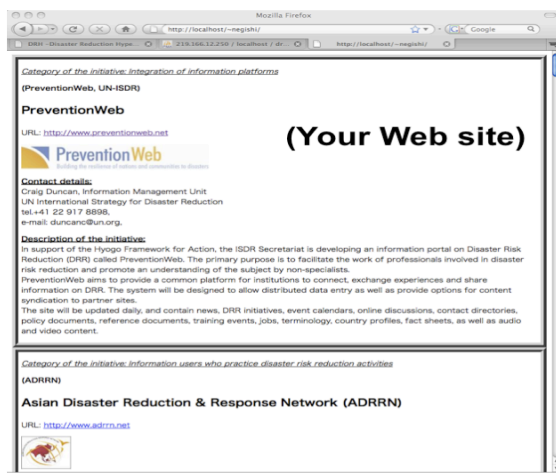 Mozilla Firefox
http://localhost/~negishi/
Google
DRH -Disaster Reduction Hype...
219.166.12.250 / localhost / dr...
http://localhost/~negishi/
Category of the initiative: Integration of information platforms
(PreventionWeb, UN-ISDR)
PreventionWeb
URL: http://www.preventionweb.net
(Your Web site)
Prevention Web
Building the resilience of nations and communities to disasters
Contact details:
Craig Duncan, Information Management Unit
UN International Strategy for Disaster Reduction
tel.+41 22 917 8898,
e-mail: duncanc@un.org,
Description of the initiative:
In support of the Hyogo Framework for Action, the ISDR Secretariat is developing an information portal on Disaster Risk
Reduction (DRR) called PreventionWeb. The primary purpose is to facilitate the work of professionals involved in disaster
risk reduction and promote an understanding of the subject by non-specialists.
PreventionWeb aims to provide a common platform for institutions to connect, exchange experiences and share
information on DRR. The system will be designed to allow distributed data entry as well as provide options for content
syndication to partner sites.
The site will be updated daily, and contain news, DRR initiatives, event calendars, online discussions, contact directories,
policy documents, reference documents, training events, jobs, terminology, country profiles, fact sheets, as well as audio
and video content.
Category of the initiative: Information users who practice disaster risk reduction activities
(ADRRN)
Asian Disaster Reduction & Response Network (ADRRN)
URL: http://www.adrrn.net